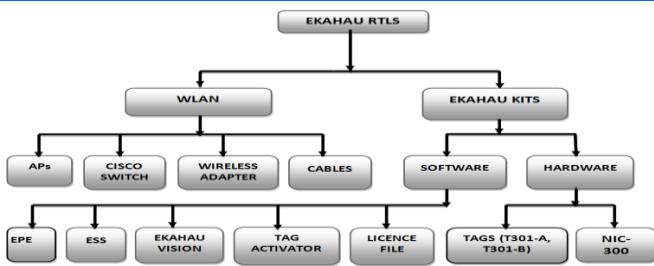 EKAHAU RTLS
WLAN
EKAHAU KITS
APs
CISCO
SWITCH
WIRELESS
ADAPTER
CABLES
SOFTWARE
HARDWARE
EPE
ESS
EKAHAU
VISION
TAG
ACTIVATOR
LICENCE
FILE
TAGS (T301-A,
T301-B)
NIC-
300